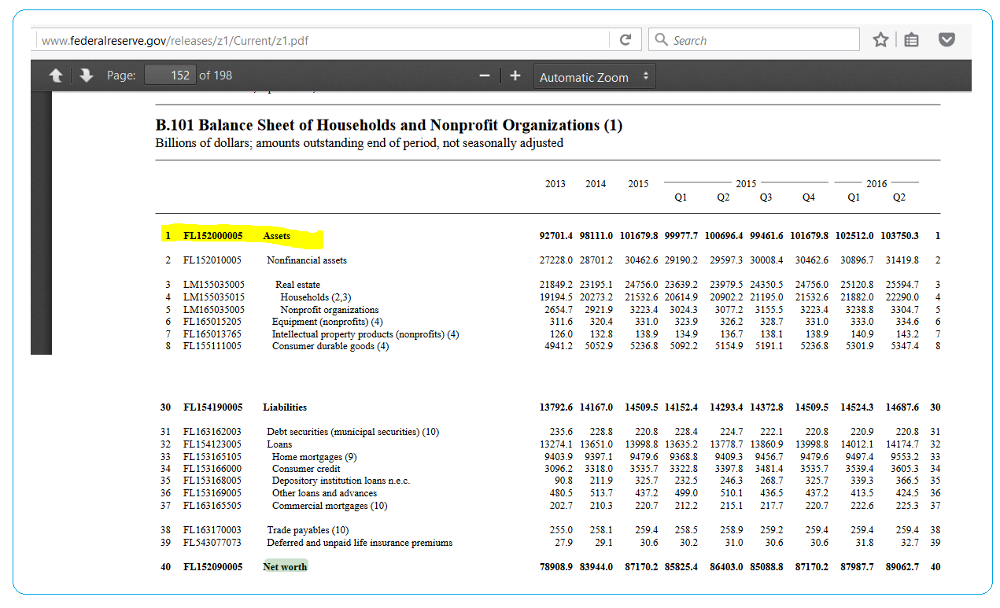 www.federalreserve.gov/releases/z1/Current/z1.pdf Search
Page: 152 of 198 Automatic Zoom
B.101 Balance Sheet of Households and Nonprofit Organizations (1)
Billions of dollars; amounts outstanding end of period, not seasonally adjusted
2013 2014 2015 2015 2016
Q1 Q2 Q3 Q4 Q1 Q2
1 FL152000005 Assets 92701.4 98111.0 101679.8 99977.7 100696.4 99461.6 101679.8 102512.0 103750.3 1
2 FL152010005 Nonfinancial assets 27228.0 28701.2 30462.6 29190.2 29597.3 30008.4 30462.6 30896.7 31419.8 2
3 LM155035005 Real estate 21849.2 23195.1 24756.0 23639.2 23979.5 24350.5 24756.0 25120.8 25594.7 3
4 LM155035015 Households (2,3) 19194.5 20273.2 21532.6 20614.9 20902.2 21195.0 21532.6 21882.0 22290.0 4
5 LM165035005 Nonprofit organizations 2654.7 2921.9 3223.4 3024.3 3077.2 3155.5 3223.4 3238.8 3304.7 5
6 FL165015205 Equipment (nonprofits) (4) 311.6 320.4 331.0 323.9 326.2 328.7 331.0 333.0 334.6 6
7 FL165013765 Intellectual property products (nonprofits) (4) 126.0 132.8 138.9 134.9 136.7 138.1 138.9 140.9 143.2 7
8 FL155111005 Consumer durable goods (4) 4941.2 5052.9 5236.8 5092.2 5154.9 5191.1 5236.8 5301.9 5347.4 8
30 FL154190005 Liabilities 13792.6 14167.0 14509.5 14152.4 14293.4 14372.8 14509.5 14524.3 14687.6 30
31 FL163162003 Debt securities (municipal securities) (10) 235.6 228.8 220.8 228.4 224.7 222.1 220.8 220.9 220.8 31
32 FL154123005 Loans 13274.1 13651.0 13998.8 13635.2 13778.7 13860.9 13998.8 14012.1 14174.7 32
33 FL153165105 Home mortgages (9) 9403.9 9397.1 9479.6 9368.8 9409.3 9456.7 9479.6 9497.4 9553.2 33
34 FL153166000 Consumer credit 3096.2 3318.0 3535.7 3322.8 3397.8 3481.4 3535.7 3539.4 3605.3 34
35 FL153168005 Depository institution loans n.e.c. 90.8 211.9 325.7 232.5 246.3 268.7 325.7 339.3 366.5 35
36 FL153169005 Other loans and advances 480.5 513.7 437.2 499.0 510.1 436.5 437.2 413.5 424.5 36
37 FL163165505 Commercial mortgages (10) 202.7 210.3 220.7 212.2 215.1 217.7 220.7 222.6 225.3 37
38 FL163170003 Trade payables (10) 255.0 258.1 259.4 258.5 258.9 259.2 259.4 259.4 259.4 38
39 FL543077073 Deferred and unpaid life insurance premiums 27.9 29.1 30.6 30.2 31.0 30.6 30.6 31.8 32.7 39
40 FL152090005 Net worth 78908.9 83944.0 87170.2 85825.4 86403.0 85088.8 87170.2 87987.7 89062.7 40